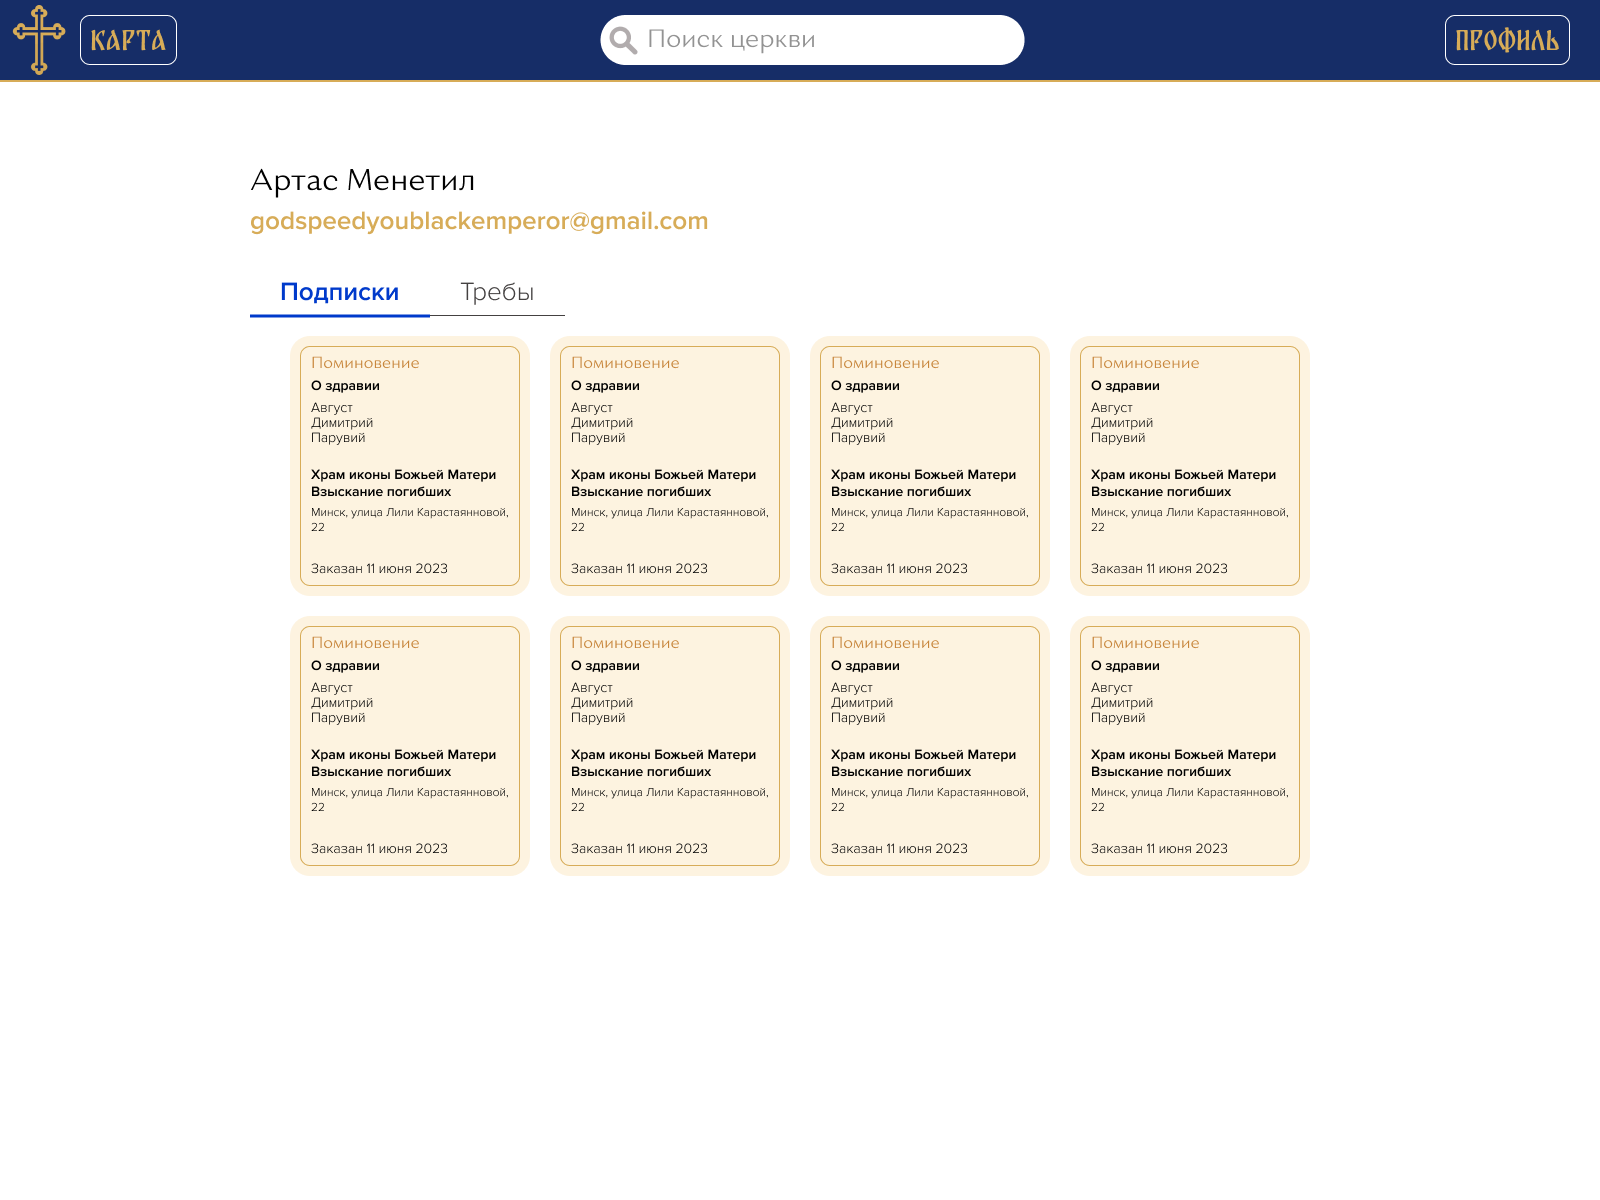 КАРТА
Поиск церкви
ПРОФИЛЬ
Артас Менетил
godspeedyoublackemperor@gmail.com
Подписки
Требы
Поминовение
О здравии
Август
Димитрий
Парувий
Храм иконы Божьей Матери
Взыскание погибших
Минск, улица Лили Карастаянновой,
22
Заказан 11 июня 2023
Поминовение
О здравии
Август
Димитрий
Парувий
Храм иконы Божьей Матери
Взыскание погибших
Минск, улица Лили Карастаянновой,
22
Заказан 11 июня 2023
Поминовение
О здравии
Август
Димитрий
Парувий
Храм иконы Божьей Матери
Взыскание погибших
Минск, улица Лили Карастаянновой,
22
Заказан 11 июня 2023
Поминовение
О здравии
Август
Димитрий
Парувий
Храм иконы Божьей Матери
Взыскание погибших
Минск, улица Лили Карастаянновой,
22
Заказан 11 июня 2023
Поминовение
О здравии
Август
Димитрий
Парувий
Храм иконы Божьей Матери
Взыскание погибших
Минск, улица Лили Карастаянновой,
22
Заказан 11 июня 2023
Поминовение
О здравии
Август
Димитрий
Парувий
Храм иконы Божьей Матери
Взыскание погибших
Минск, улица Лили Карастаянновой,
22
Заказан 11 июня 2023
Поминовение
О здравии
Август
Димитрий
Парувий
Храм иконы Божьей Матери
Взыскание погибших
Минск, улица Лили Карастаянновой,
22
Заказан 11 июня 2023
Поминовение
О здравии
Август
Димитрий
Парувий
Храм иконы Божьей Матери
Взыскание погибших
Минск, улица Лили Карастаянновой,
22
Заказан 11 июня 2023